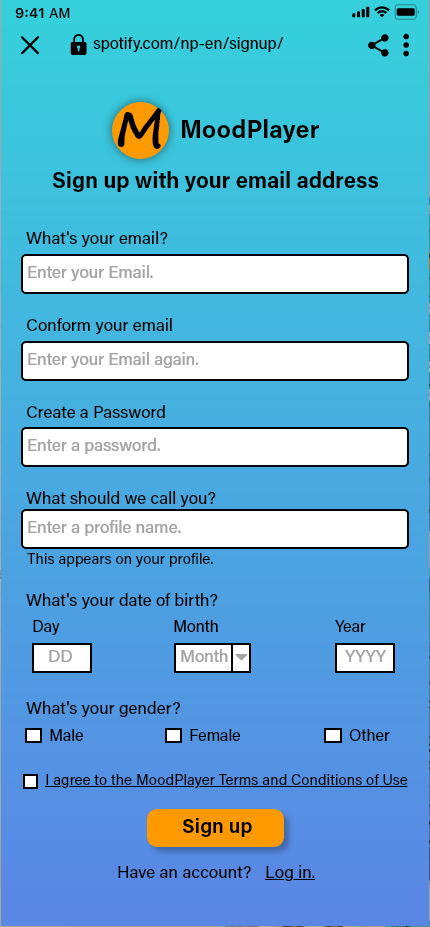 9:41 AM
spotify.com/np-en/signup/
M MoodPlayer
Sign up with your email address
What's your email?
Enter your Email.
Conform your email
Enter your Email again.
Create a Password
Enter a password.
What should we call you?
Enter a profile name.
This appears on your profile.
What's your date of birth?
Day Month Year
DD Month YYYY
What's your gender?
Male Female Other
I agree to the MoodPlayer Terms and Conditions of Use
Sign up
Have an account? Log in.